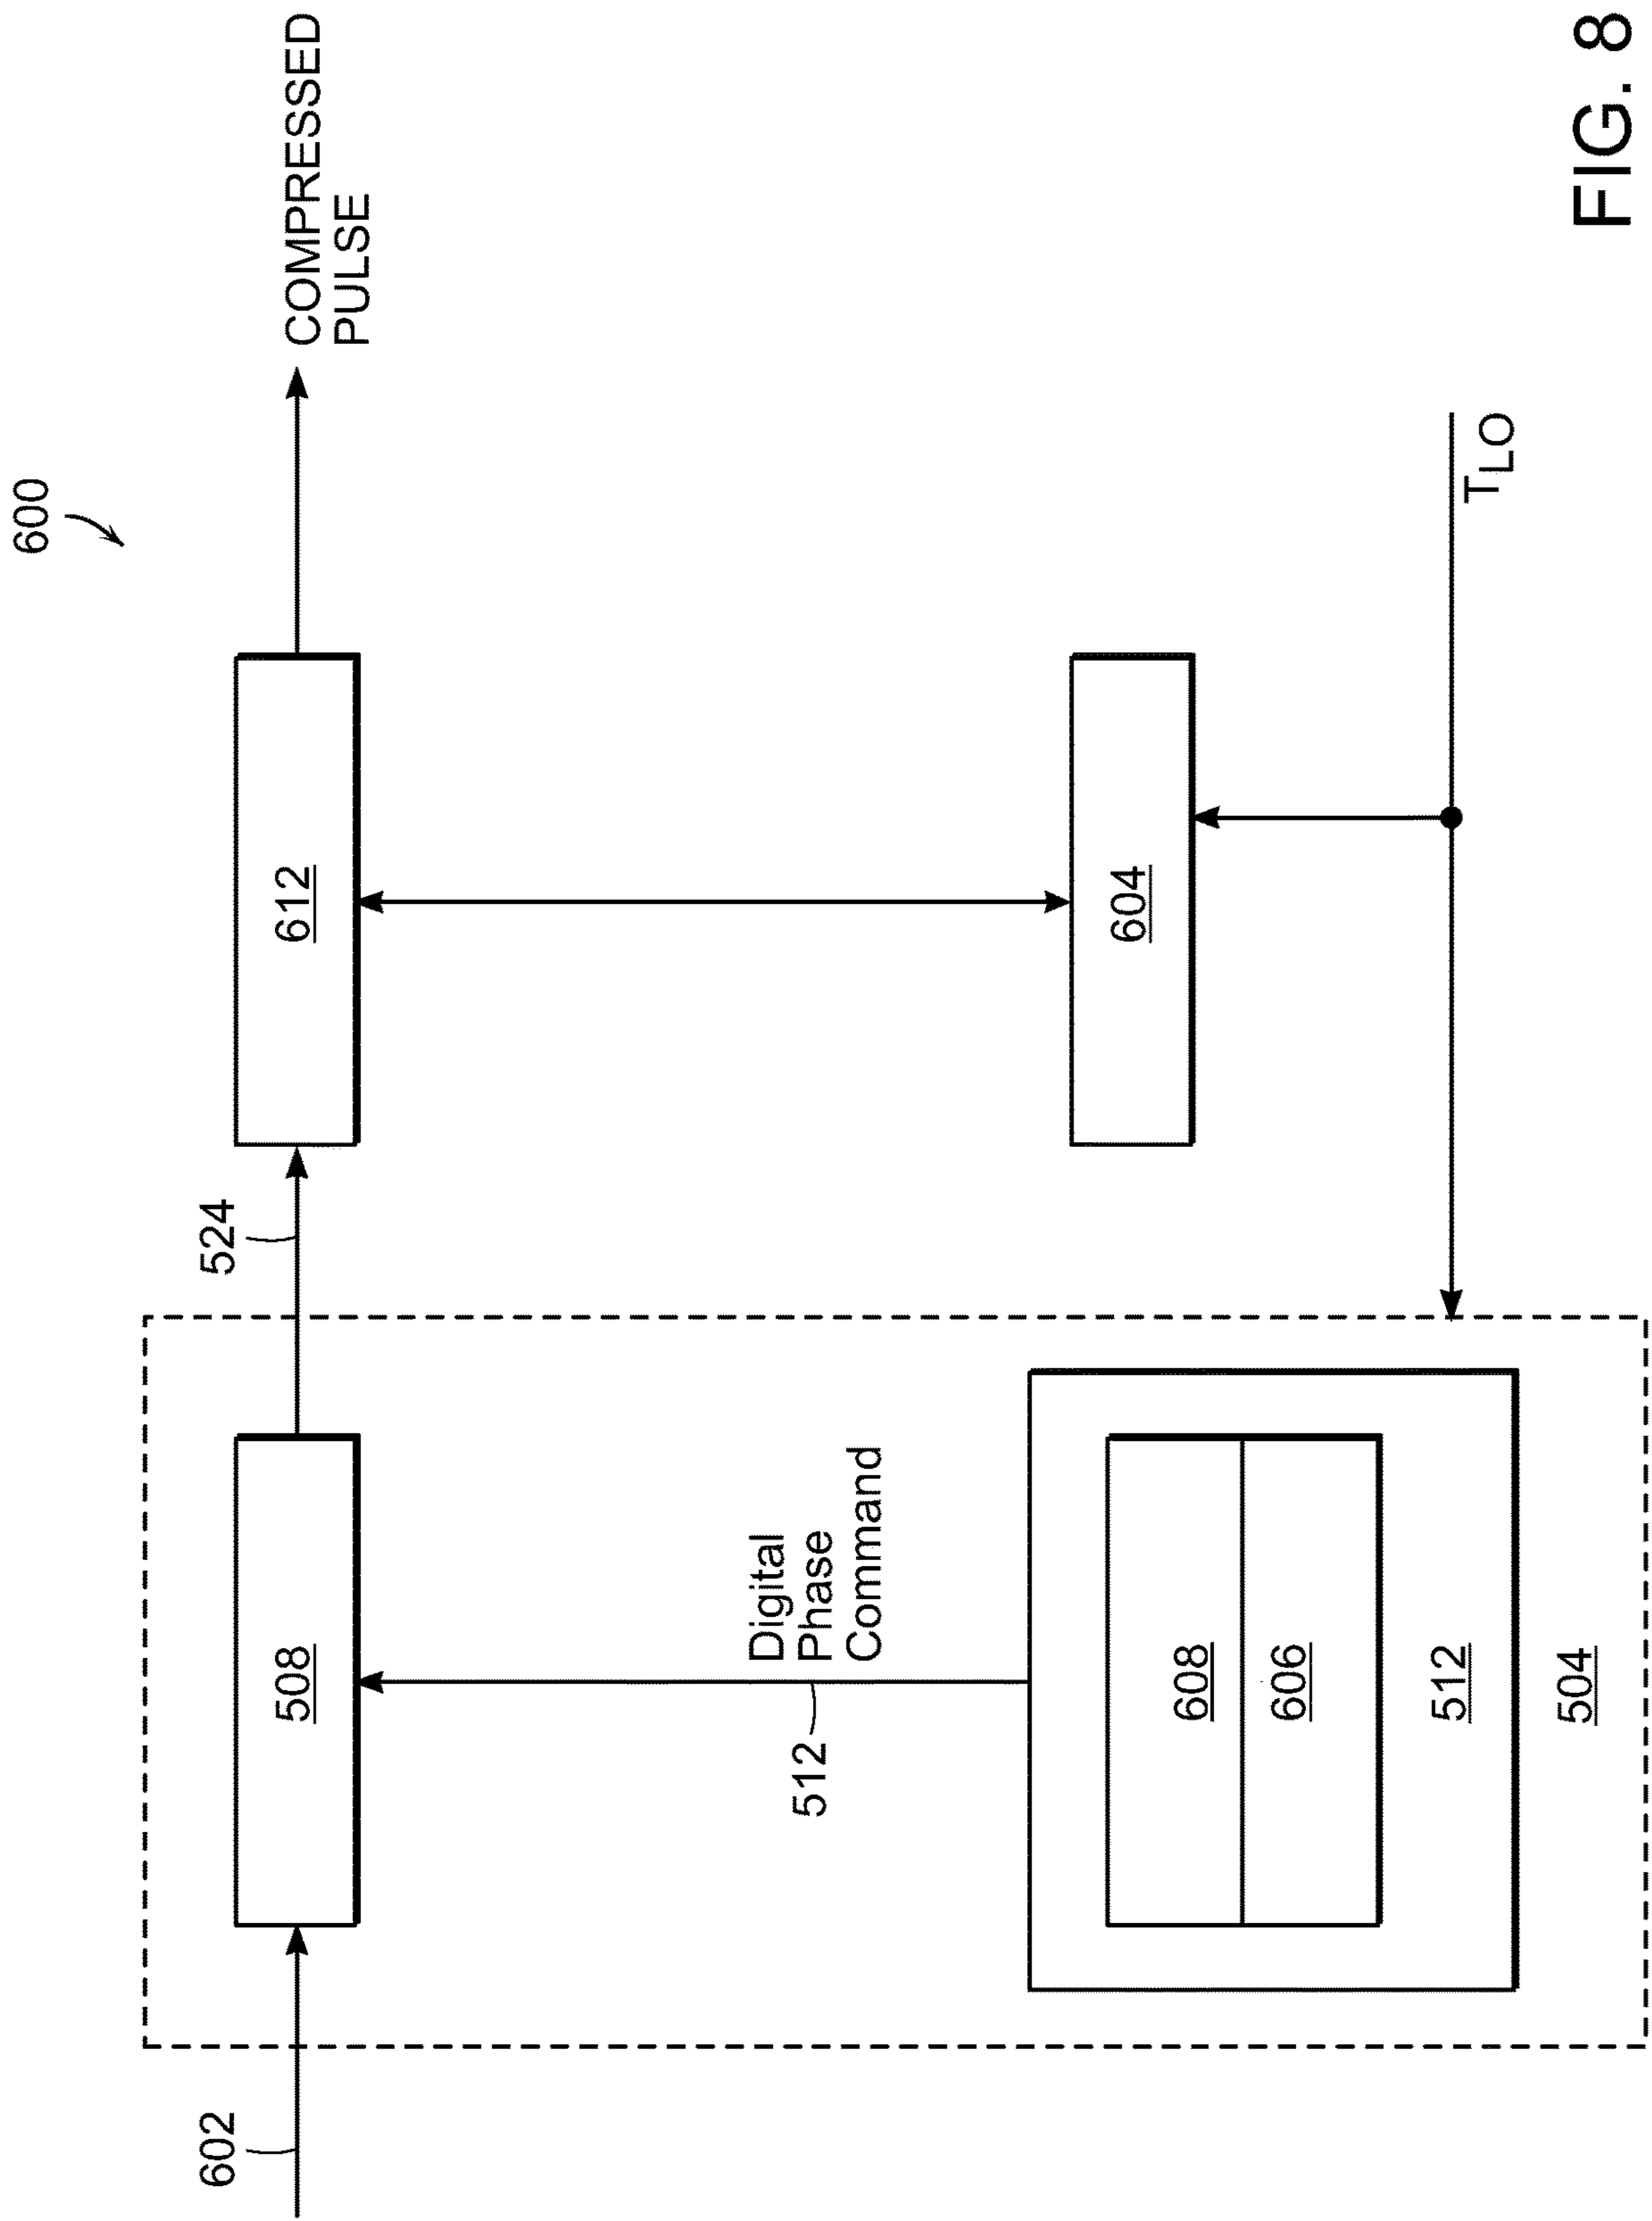 600
602
508
524
612
COMPRESSED
PULSE
512
Digital
Phase
Command
608
606
512
504
604
T LO
FIG. 8